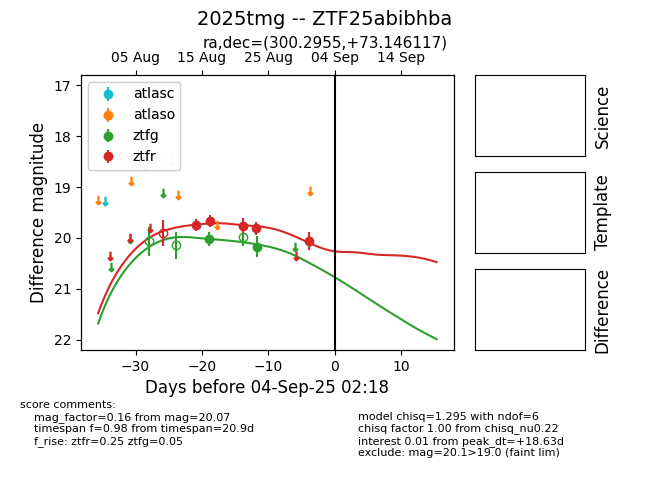 2025tmg -- ZTF25abibhba
ra,dec=(300.2955,+73.146117)
05 Aug 15 Aug 25 Aug 04 Sep 14 Sep
17
18
19
20
21
22
Difference magnitude
atlasc
atlaso
ztfg
ztfr
−30 −20 −10 0 10
Days before 04-Sep-25 02:18
Science
Template
Difference
score comments:
mag_factor=0.16 from mag=20.07
timespan f=0.98 from timespan=20.9d
f_rise: ztfr=0.25 ztfg=0.05
model chisq=1.295 with ndof=6
chisq factor 1.00 from chisq_nu0.22
interest 0.01 from peak_dt=+18.63d
exclude: mag=20.1>19.0 (faint lim)